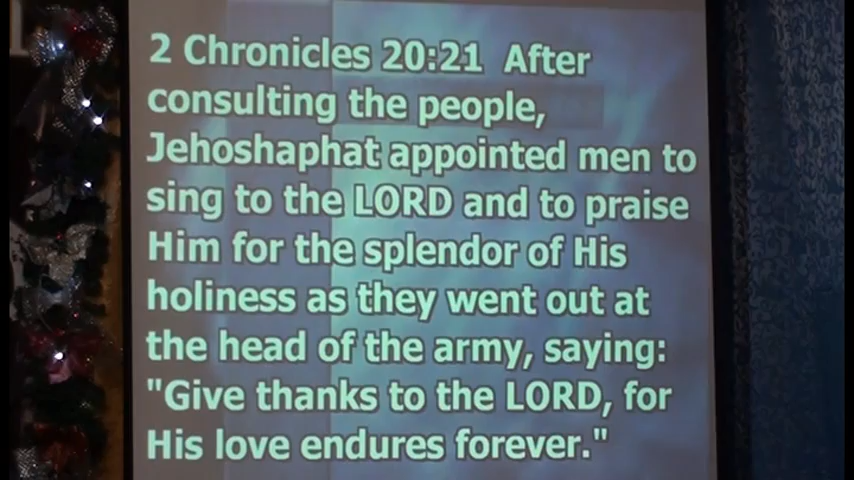 2 Chronicles 20:21 After
consulting the people,
Jehoshaphat appointed men to
sing to the LORD and to praise
Him for the splendor of His
holiness as they went out at
the head of the army, saying:
"Give thanks to the LORD, for
His love endures forever."